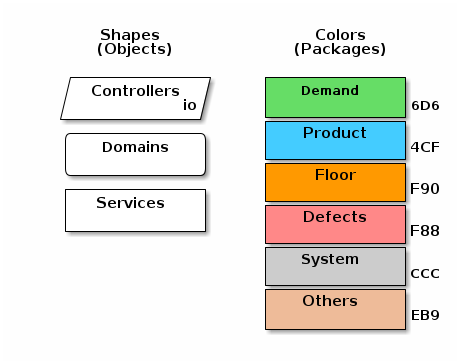 Shapes
(Objects)
Controllers
io
Domains
Services
Colors
(Packages)
Demand
6D6
Product
4CF
Floor
F90
Defects
F88
System
CCC
Others
EB9